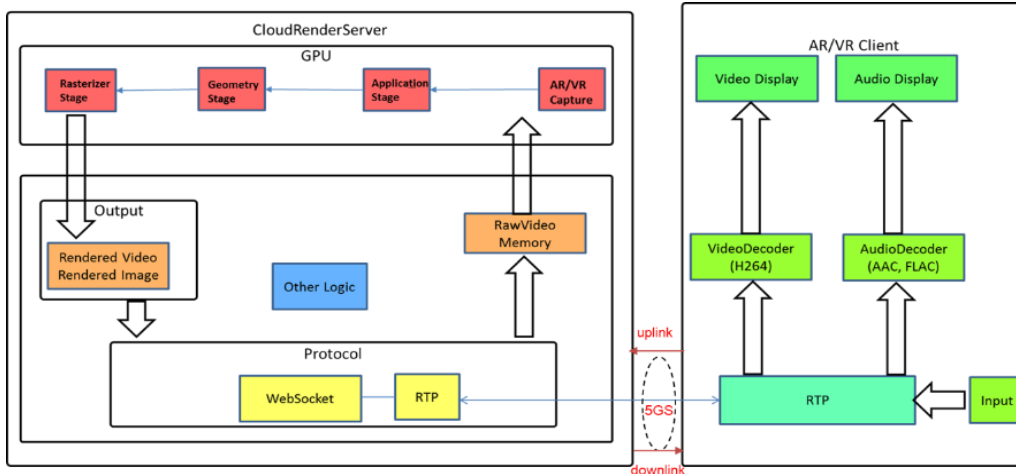 CloudRenderServer
GPU
Rasterizer
Stage
Geometry
Stage
Application
Stage
AR/VR
Capture
Output
Rendered Video
Rendered Image
RawVideo
Memory
Other Logic
Protocol
WebSocket
RTP
uplink
5GS
downlink
AR/VR Client
Video Display
Audio Display
VideoDecoder
(H264)
AudioDecoder
(AAC, FLAC)
RTP
Input